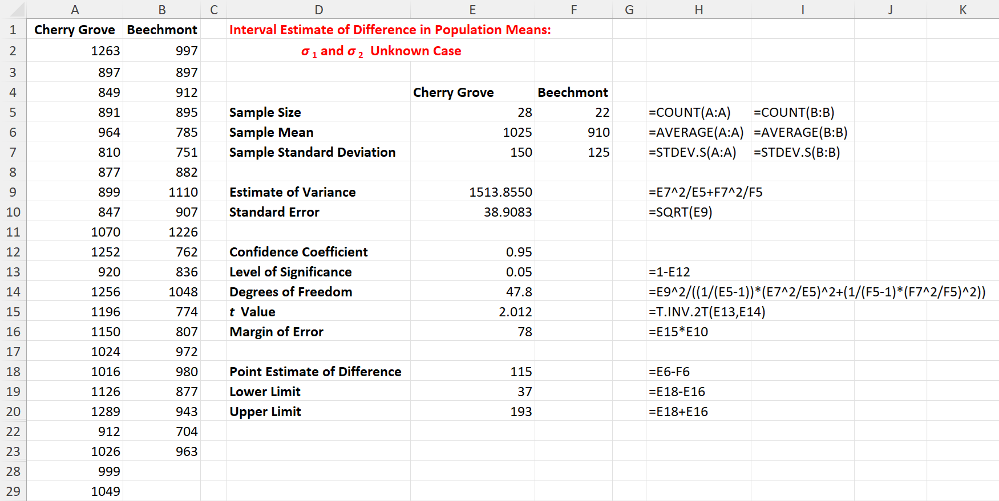 A B C D E F G H I J K
1 Cherry Grove Beechmont Interval Estimate of Difference in Population Means:
2 1263 997 σ 1 and σ 2 Unknown Case
3 897 897
4 849 912 Cherry Grove Beechmont
5 891 895 Sample Size 28 22 =COUNT(A:A) =COUNT(B:B)
6 964 785 Sample Mean 1025 910 =AVERAGE(A:A) =AVERAGE(B:B)
7 810 751 Sample Standard Deviation 150 125 =STDEV.S(A:A) =STDEV.S(B:B)
8 877 882
9 899 1110 Estimate of Variance 1513.8550 =E7^2/E5+F7^2/F5
10 847 907 Standard Error 38.9083 =SQRT(E9)
11 1070 1226
12 1252 762 Confidence Coefficient 0.95
13 920 836 Level of Significance 0.05 =1-E12
14 1256 1048 Degrees of Freedom 47.8 =E9^2/((1/(E5-1))*(E7^2/E5)^2+(1/(F5-1)*(F7^2/F5)^2))
15 1196 774 t Value 2.012 =T.INV.2T(E13,E14)
16 1150 807 Margin of Error 78 =E15*E10
17 1024 972
18 1016 980 Point Estimate of Difference 115 =E6-F6
19 1126 877 Lower Limit 37 =E18-E16
20 1289 943 Upper Limit 193 =E18+E16
22 912 704
23 1026 963
28 999
29 1049